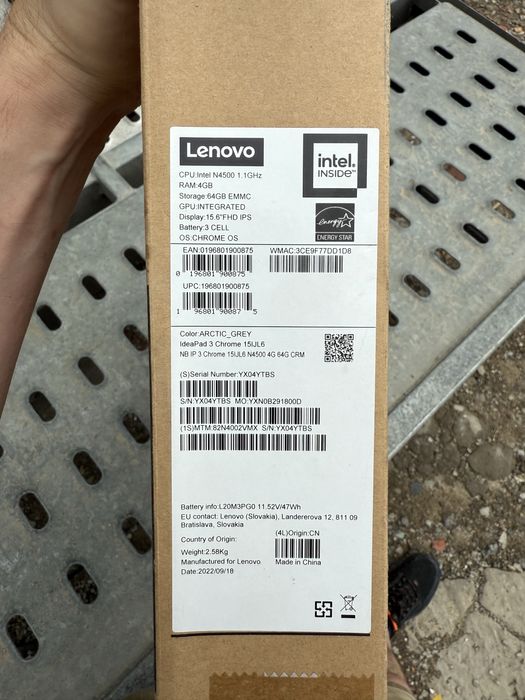 Lenovo
intel.
INSIDE™
CPU:Intel N4500 1.1GHz
RAM:4GB
Storage:64GB EMMC
GPU:INTEGRATED
Display:15.6"FHD IPS
Battery:3 CELL
OS:CHROME OS
energy
ENERGY STAR
EAN:0196801900875
WMAC:3CE9F77DD1D8
0 196801 900875
UPC:196801900875
1 96801 90087 5
Color:ARCTIC_GREY
IdeaPad 3 Chrome 15IJL6
NB IP 3 Chrome 15IJL6 N4500 4G 64G CRM
(S)Serial Number:YX04YTBS
S/N:YX04YTBS MO:YXN0B291800D
(1S)MTM:82N4002VMX S/N:YX04YTBS
Battery info:L20M3PG0 11.52V/47Wh
EU contact: Lenovo (Slovakia), Landererova 12, 811 09
Bratislava, Slovakia
Country of Origin:
(4L)Origin:CN
Weight:2.58Kg
Manufactured for Lenovo
Made in China
Date:2022/09/18